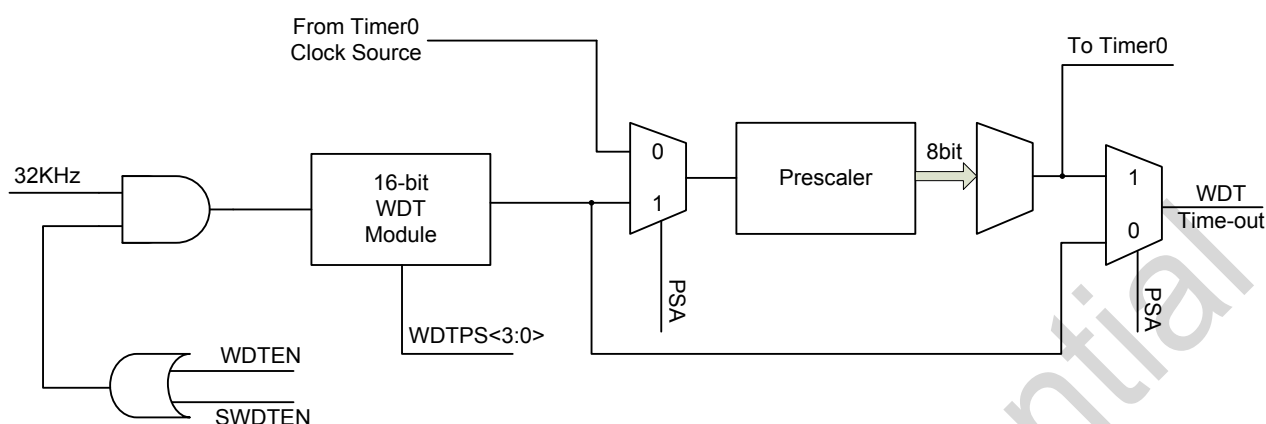 From Timer0
Clock Source
To Timer0
32KHz
16-bit
WDT
Module
0
1
Prescaler
8bit
1
0
WDT
Time-out
PSA
PSA
WDTPS<3:0>
WDTEN
SWDTEN
ntial